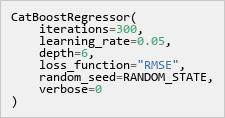 CatBoostRegressor(
    iterations=300,
    learning_rate=0.05,
    depth=6,
    loss_function="RMSE",
    random_seed=RANDOM_STATE,
    verbose=0
)